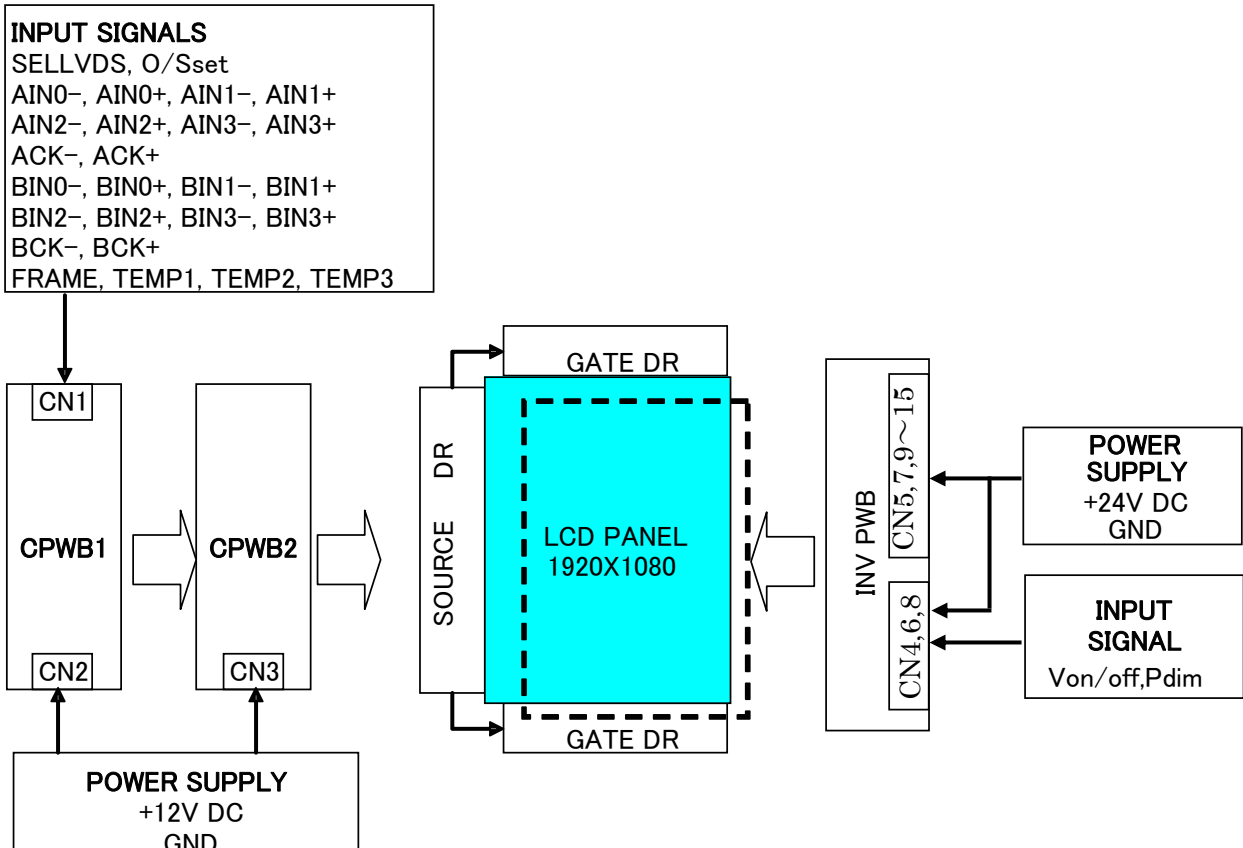 INPUT SIGNALS
SELLVDS, O/Sset
AIN0−, AIN0+, AIN1−, AIN1+
AIN2−, AIN2+, AIN3−, AIN3+
ACK−, ACK+
BIN0−, BIN0+, BIN1−, BIN1+
BIN2−, BIN2+, BIN3−, BIN3+
BCK−, BCK+
FRAME, TEMP1, TEMP2, TEMP3
CN1
CPWB1
CN2
CPWB2
CN3
POWER SUPPLY
+12V DC
GND
SOURCE DR
GATE DR
LCD PANEL
1920X1080
GATE DR
INV PWB
CN5,7,9～15
CN4,6,8
POWER
SUPPLY
+24V DC
GND
INPUT
SIGNAL
Von/off,Pdim